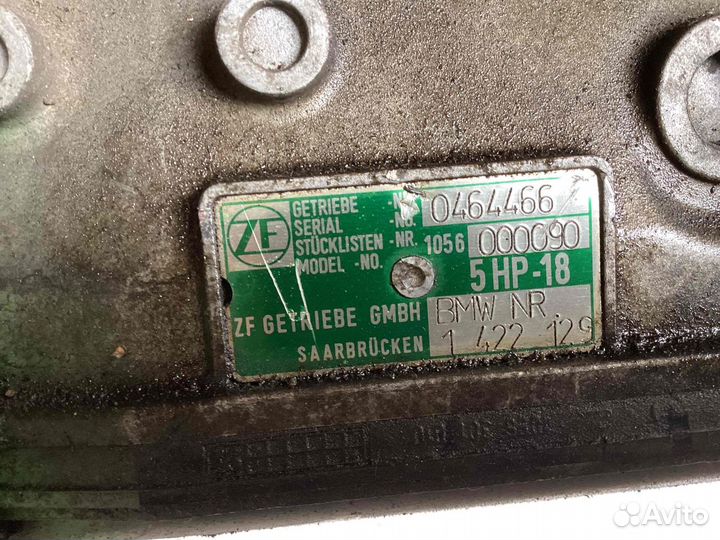 ZF
GETRIEBE 0464466
SERIAL -NO.
STÜCKLISTEN -NR. 1056 000090
MODEL -NO. 5 HP-18
ZF GETRIEBE GMBH BMW NR.
SAARBRÜCKEN 1 422 129
Avito